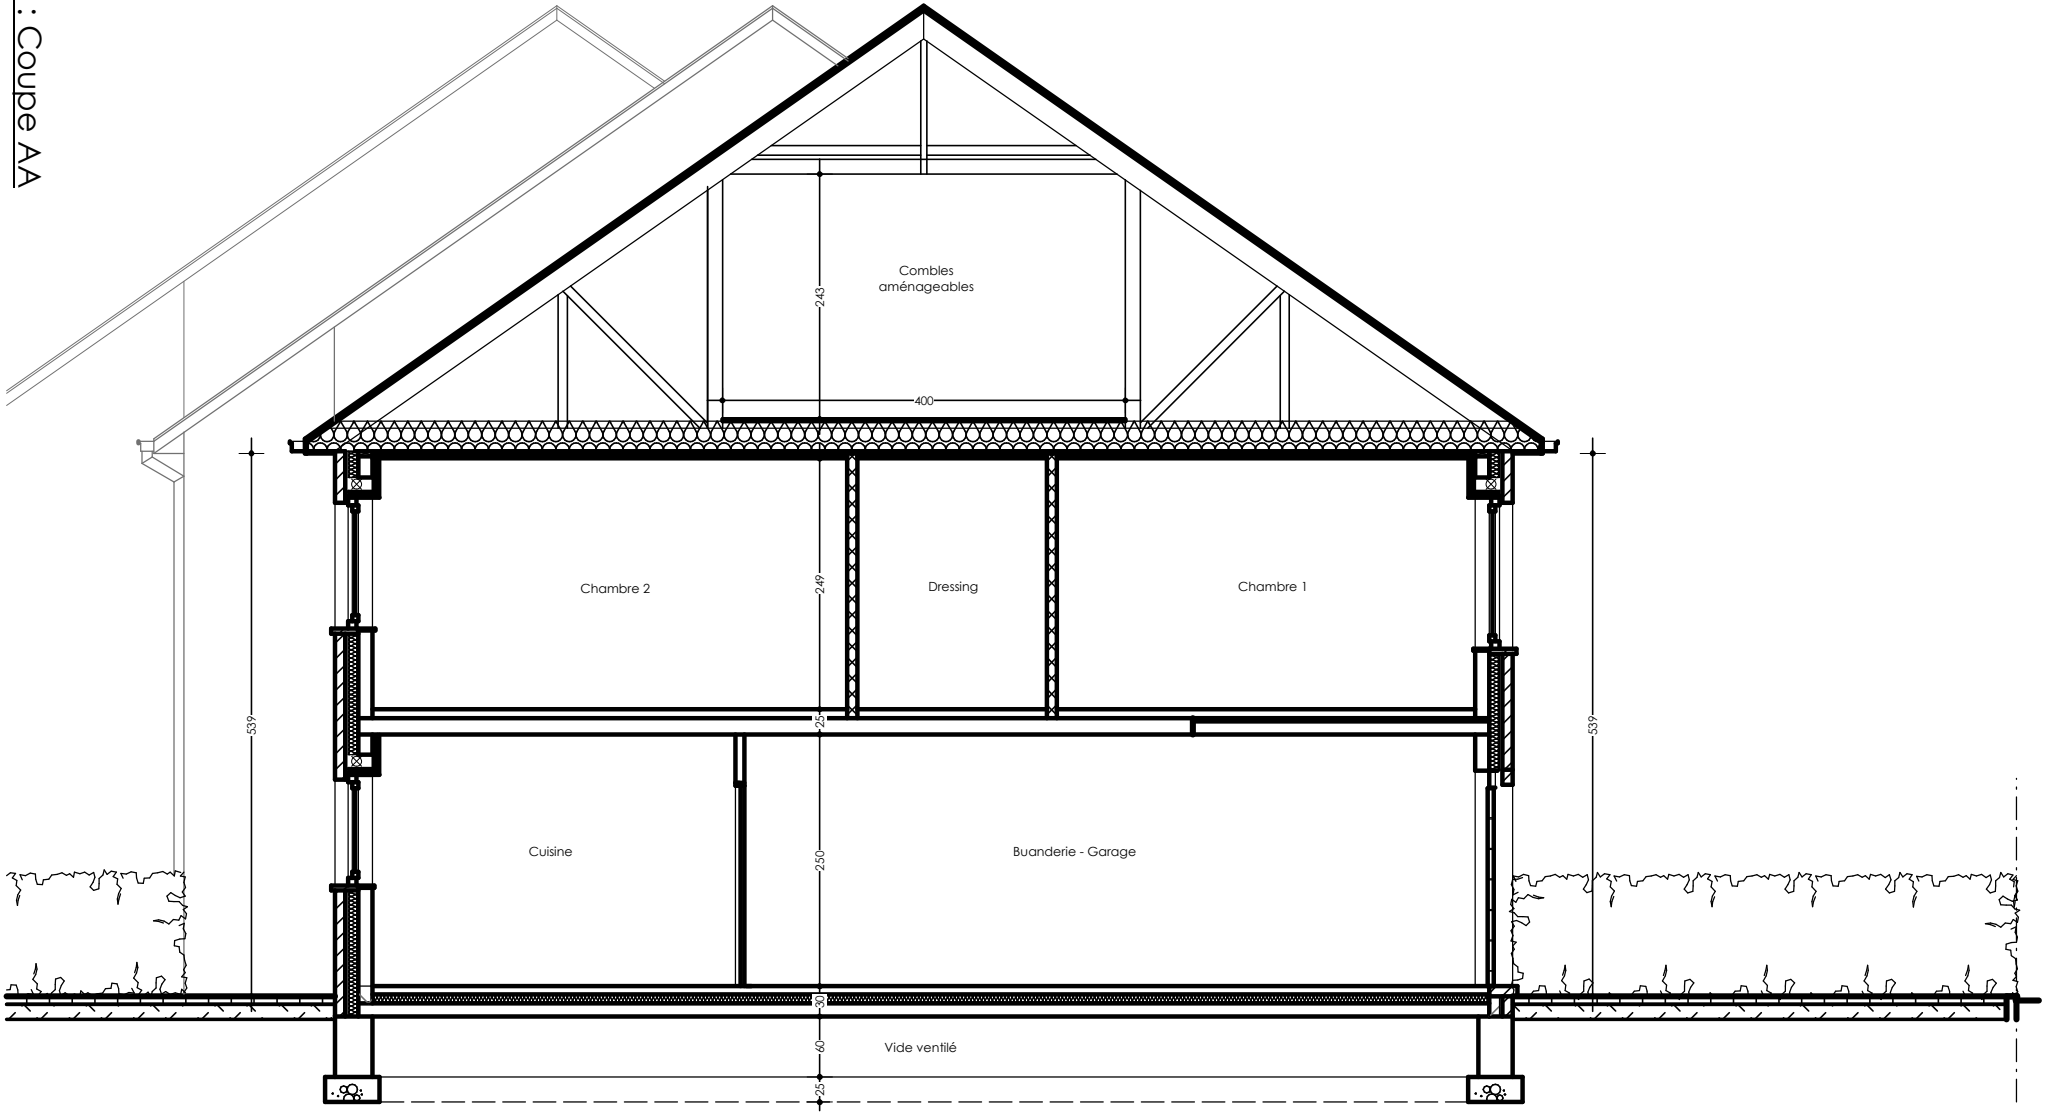 : Coupe AA
Combles
aménageables
243
400
Chambre 2
249
Dressing
Chambre 1
539
25
539
Cuisine
250
Buanderie - Garage
30
60
Vide ventilé
25